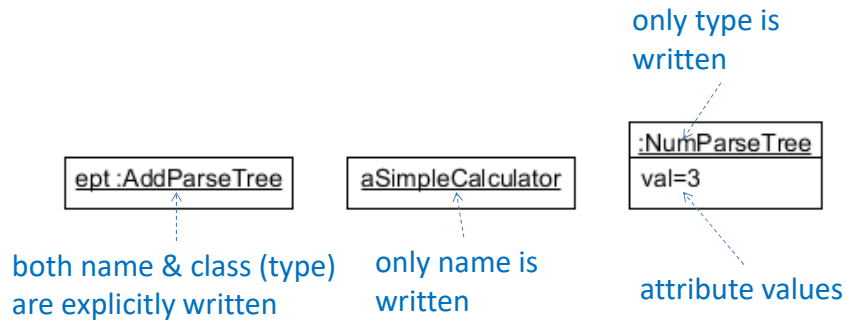 only type is
written
:NumParseTree
ept :AddParseTree
aSimpleCalculator
val=3
both name & class (type)
are explicitly written
only name is
written
attribute values